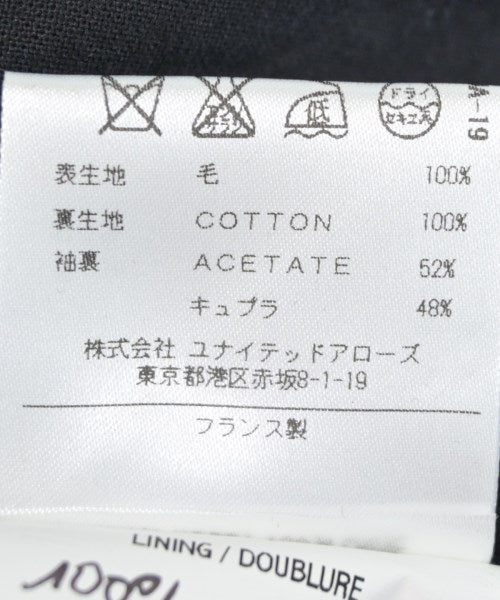 低
ドライ
セキユ系
A-19
表生地 毛 100%
裏生地 COTTON 100%
袖裏 ACETATE 52%
キュプラ 48%
株式会社 ユナイテッドアローズ
東京都港区赤坂8-1-19
フランス製
LINING / DOUBLURE